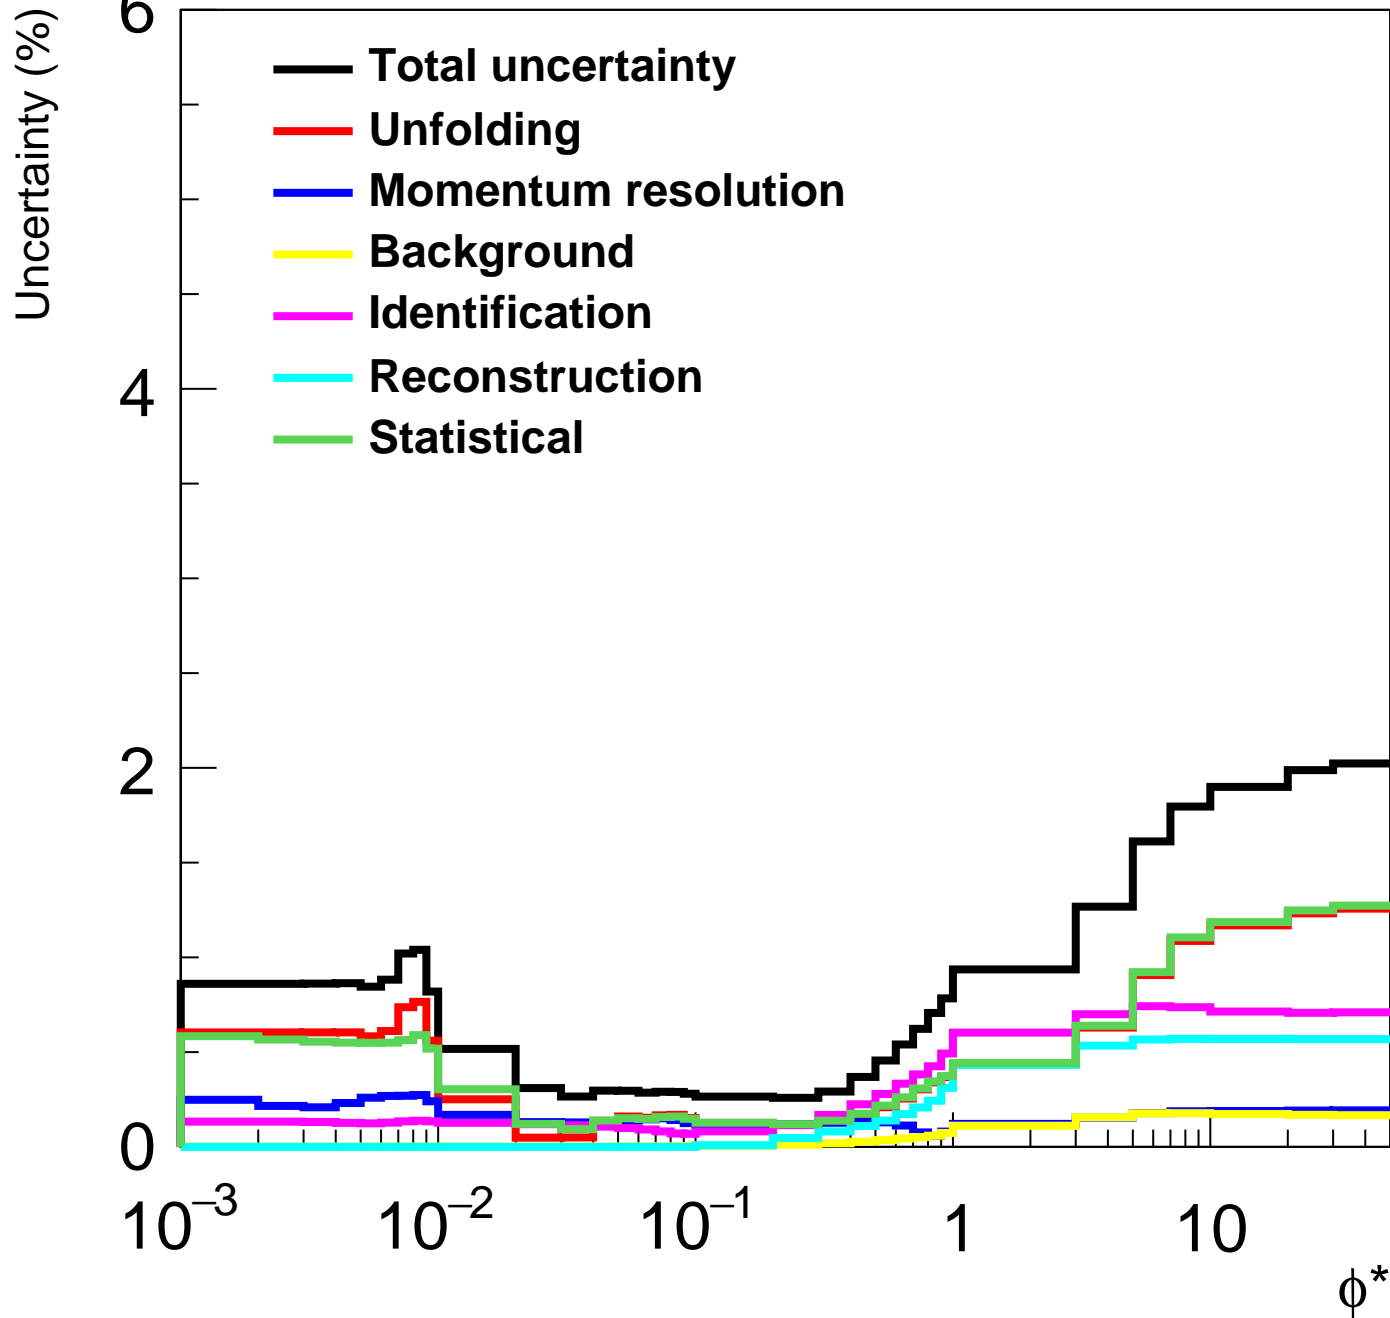 Uncertainty (%)
6
4
2
0
Total uncertainty
Unfolding
Momentum resolution
Background
Identification
Reconstruction
Statistical
10⁻³ 10⁻² 10⁻¹ 1 10
ϕ*